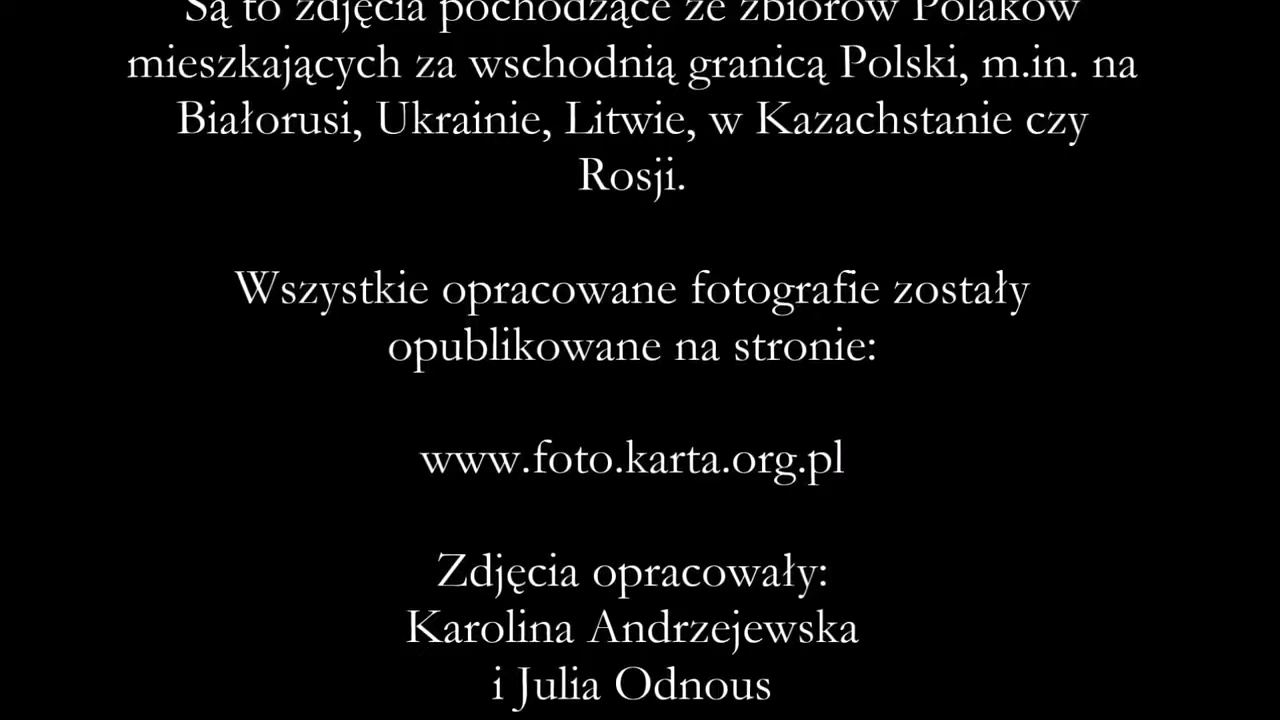 Są to zdjęcia pochodzące ze zbiorów Polaków
mieszkających za wschodnią granicą Polski, m.in. na
Białorusi, Ukrainie, Litwie, w Kazachstanie czy
Rosji.
Wszystkie opracowane fotografie zostały
opublikowane na stronie:
www.foto.karta.org.pl
Zdjęcia opracowały:
Karolina Andrzejewska
i Julia Odnous